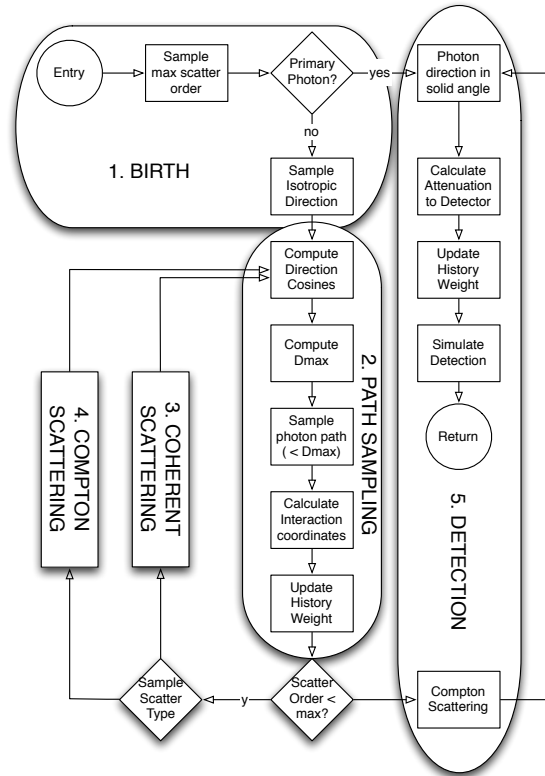 Entry
Sample
max scatter
order
Primary
Photon?
yes
no
1. BIRTH
Sample
Isotropic
Direction
Compute
Direction
Cosines
Compute
Dmax
Sample
photon path
( < Dmax)
Calculate
Interaction
coordinates
Update
History
Weight
2. PATH SAMPLING
Scatter
Order <
max?
y
Sample
Scatter
Type
3. COHERENT
SCATTERING
4. COMPTON
SCATTERING
Photon
direction in
solid angle
Calculate
Attenuation
to Detector
Update
History
Weight
Simulate
Detection
Return
5. DETECTION
Compton
Scattering